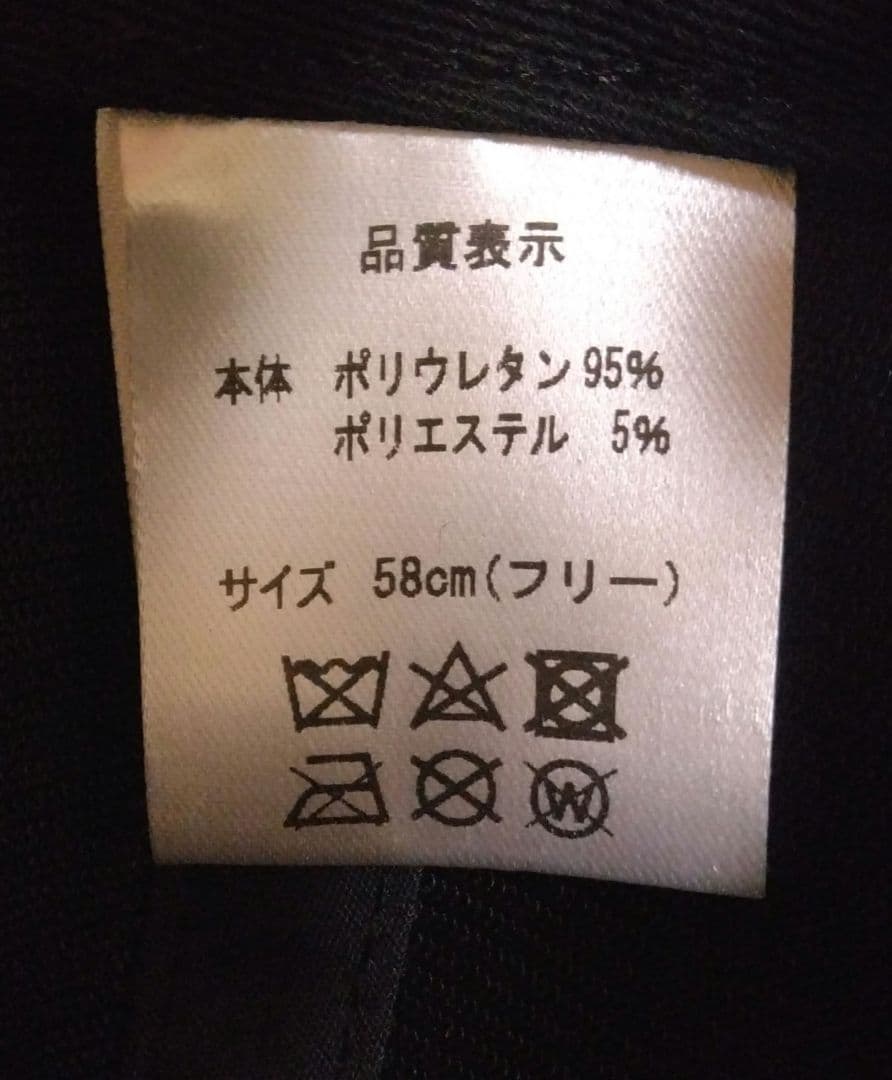 品質表示
本体 ポリウレタン95%
ポリエステル 5%
サイズ 58cm(フリー)
W